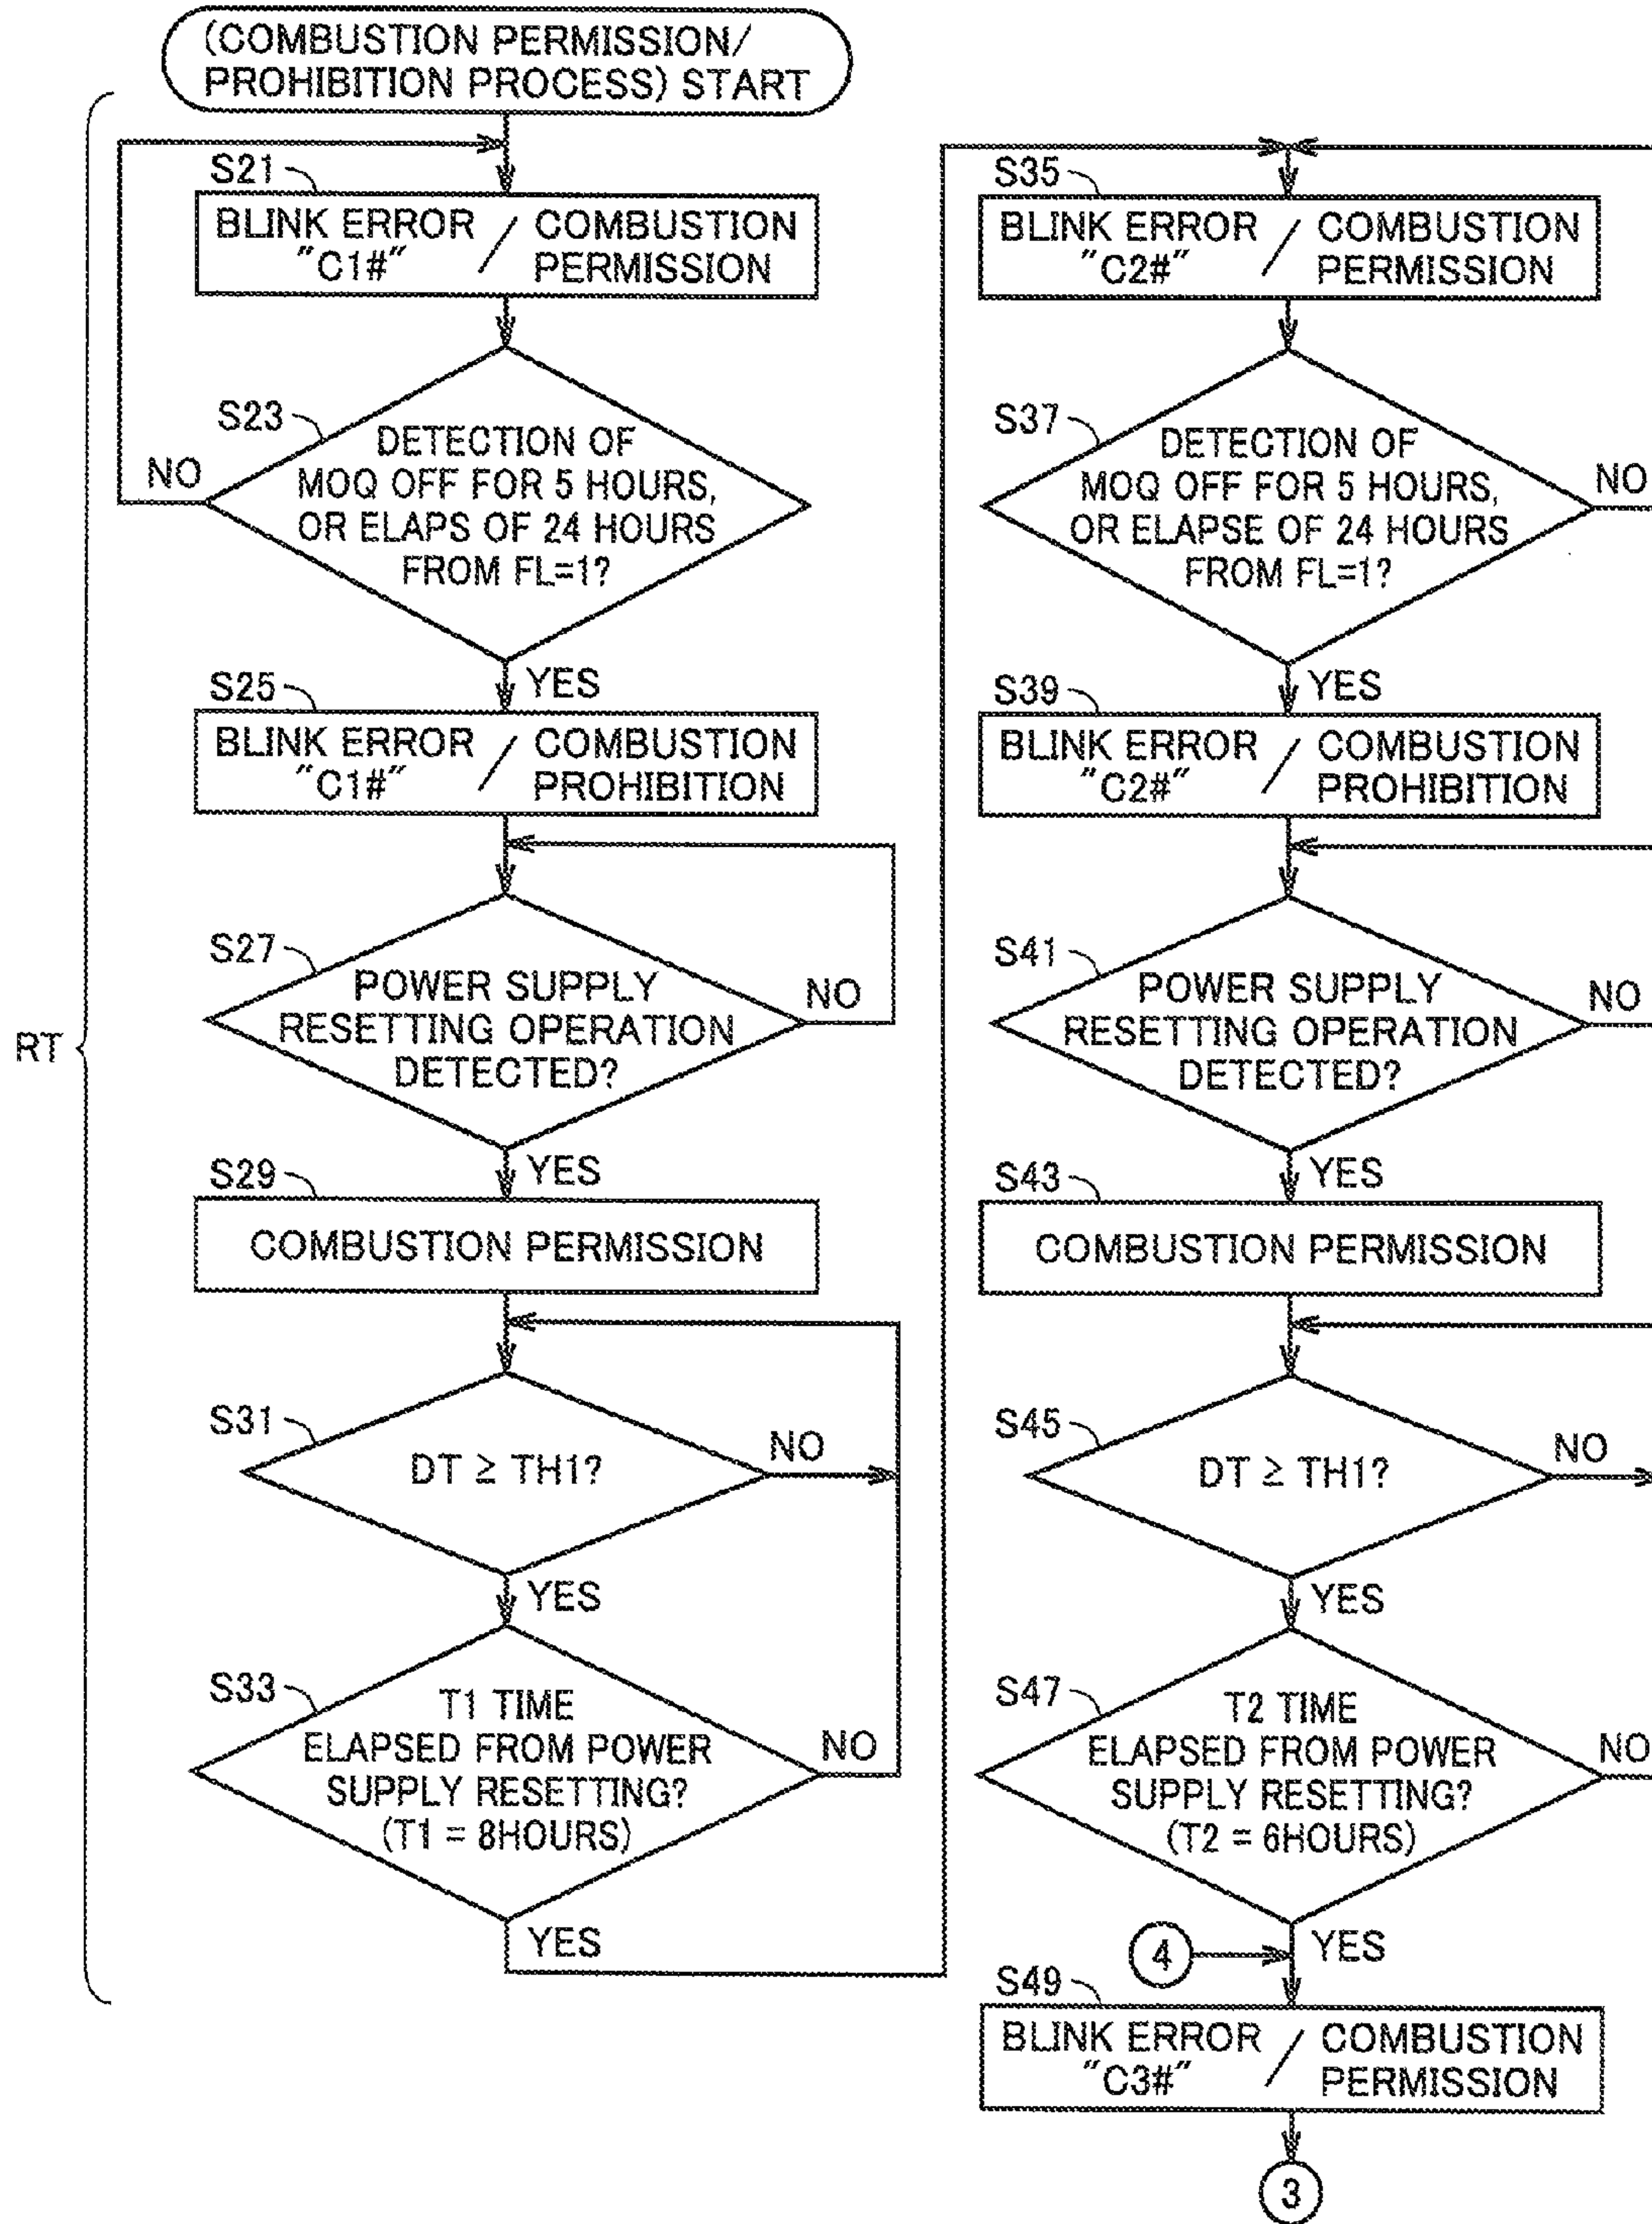 (COMBUSTION PERMISSION/
PROHIBITION PROCESS) START
RT
S21
BLINK ERROR / COMBUSTION
"C1#" PERMISSION
S23
DETECTION OF
MOQ OFF FOR 5 HOURS,
OR ELAPS OF 24 HOURS
FROM FL=1?
NO
YES
S25
BLINK ERROR / COMBUSTION
"C1#" PROHIBITION
S27
POWER SUPPLY
RESETTING OPERATION
DETECTED?
NO
YES
S29
COMBUSTION PERMISSION
S31
DT ≥ TH1?
NO
YES
S33
T1 TIME
ELAPSED FROM POWER
SUPPLY RESETTING?
(T1 = 8HOURS)
NO
YES
S35
BLINK ERROR / COMBUSTION
"C2#" PERMISSION
S37
DETECTION OF
MOQ OFF FOR 5 HOURS,
OR ELAPSE OF 24 HOURS
FROM FL=1?
NO
YES
S39
BLINK ERROR / COMBUSTION
"C2#" PROHIBITION
S41
POWER SUPPLY
RESETTING OPERATION
DETECTED?
NO
YES
S43
COMBUSTION PERMISSION
S45
DT ≥ TH1?
NO
YES
S47
T2 TIME
ELAPSED FROM POWER
SUPPLY RESETTING?
(T2 = 6HOURS)
NO
YES
4
S49
BLINK ERROR / COMBUSTION
"C3#" PERMISSION
3